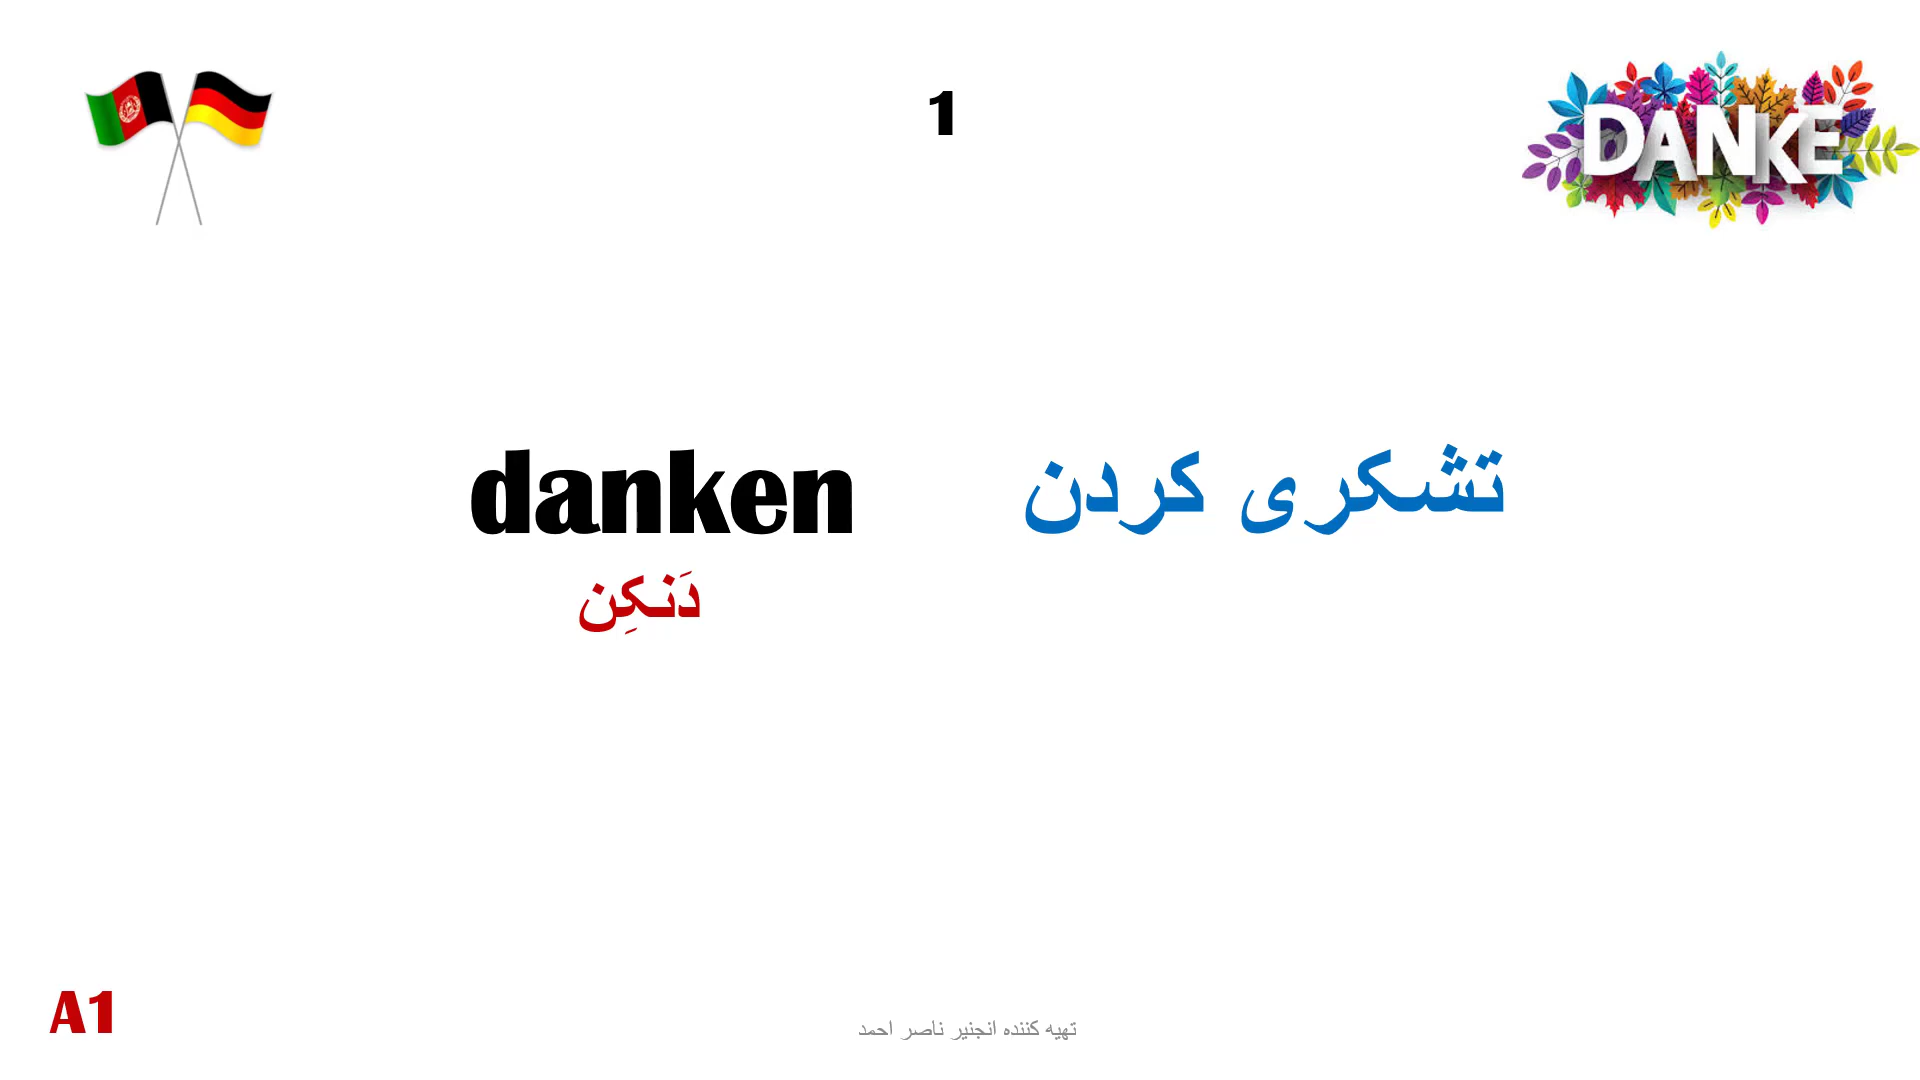 1
DANKE
danken
تشکری کردن
دَنکِن
A1
تهیه کننده انجنیر ناصر احمد